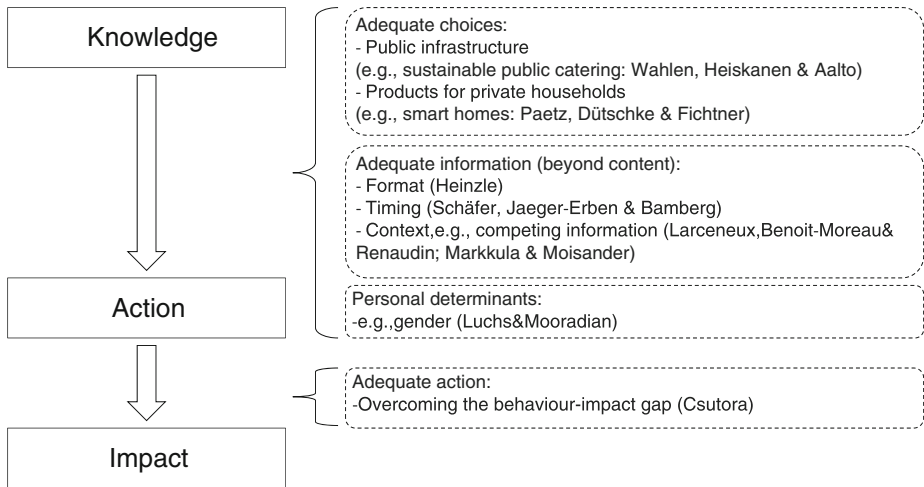 Knowledge
Adequate choices:
- Public infrastructure
(e.g., sustainable public catering: Wahlen, Heiskanen & Aalto)
- Products for private households
(e.g., smart homes: Paetz, Dütschke & Fichtner)
Adequate information (beyond content):
- Format (Heinzle)
- Timing (Schäfer, Jaeger-Erben & Bamberg)
- Context,e.g., competing information (Larceneux,Benoit-Moreau&
Renaudin; Markkula & Moisander)
Action
Personal determinants:
-e.g.,gender (Luchs&Mooradian)
Adequate action:
-Overcoming the behaviour-impact gap (Csutora)
Impact